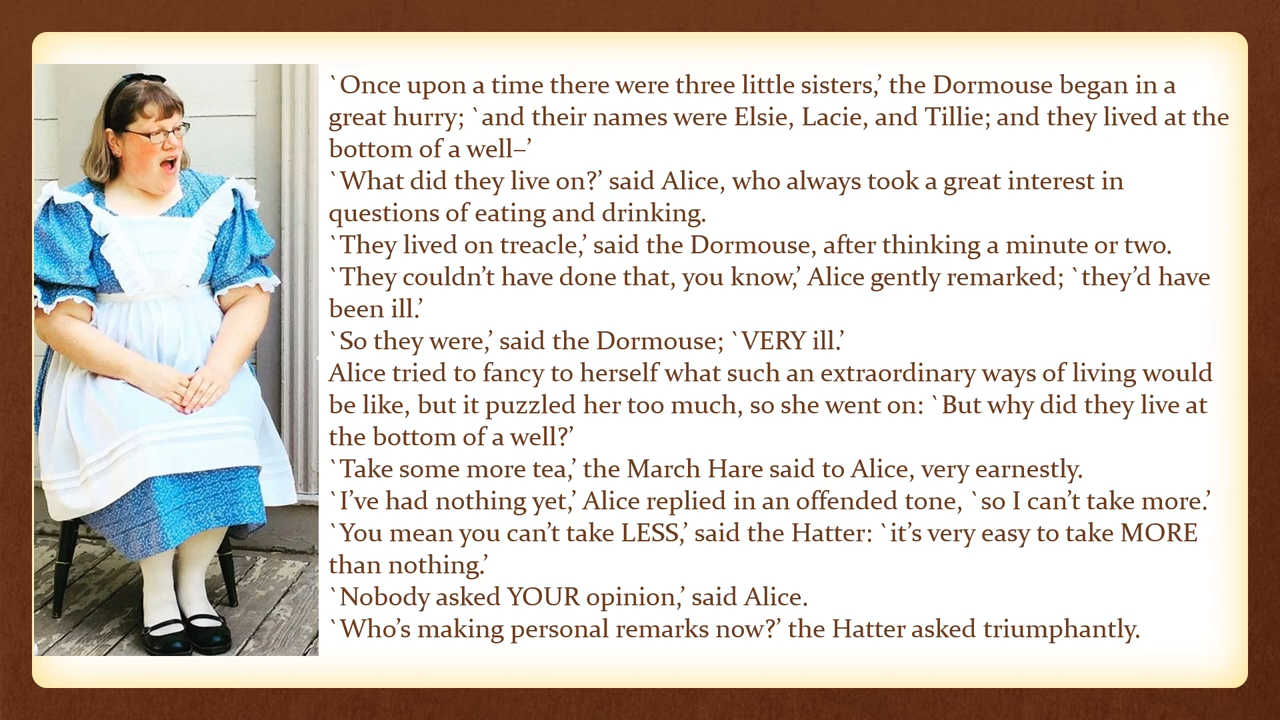 `Once upon a time there were three little sisters,’ the Dormouse began in a
great hurry; `and their names were Elsie, Lacie, and Tillie; and they lived at the
bottom of a well–’
`What did they live on?’ said Alice, who always took a great interest in
questions of eating and drinking.
`They lived on treacle,’ said the Dormouse, after thinking a minute or two.
`They couldn’t have done that, you know,’ Alice gently remarked; `they’d have
been ill.’
`So they were,’ said the Dormouse; `VERY ill.’
Alice tried to fancy to herself what such an extraordinary ways of living would
be like, but it puzzled her too much, so she went on: `But why did they live at
the bottom of a well?’
`Take some more tea,’ the March Hare said to Alice, very earnestly.
`I’ve had nothing yet,’ Alice replied in an offended tone, `so I can’t take more.’
`You mean you can’t take LESS,’ said the Hatter: `it’s very easy to take MORE
than nothing.’
`Nobody asked YOUR opinion,’ said Alice.
`Who’s making personal remarks now?’ the Hatter asked triumphantly.